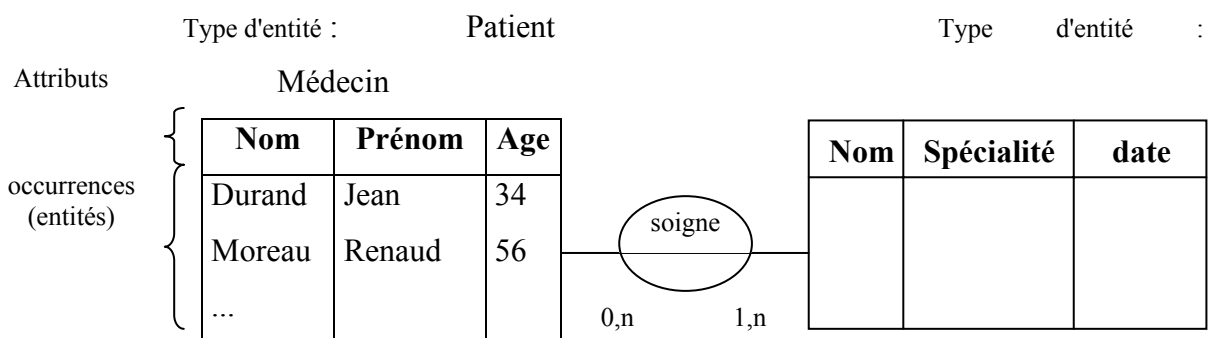 Type d'entité : Patient Type d'entité :
Attributs Médecin
Nom Prénom Age Nom Spécialité date
occurrences
(entités)
Durand Jean 34
soigne
Moreau Renaud 56
...
0,n 1,n